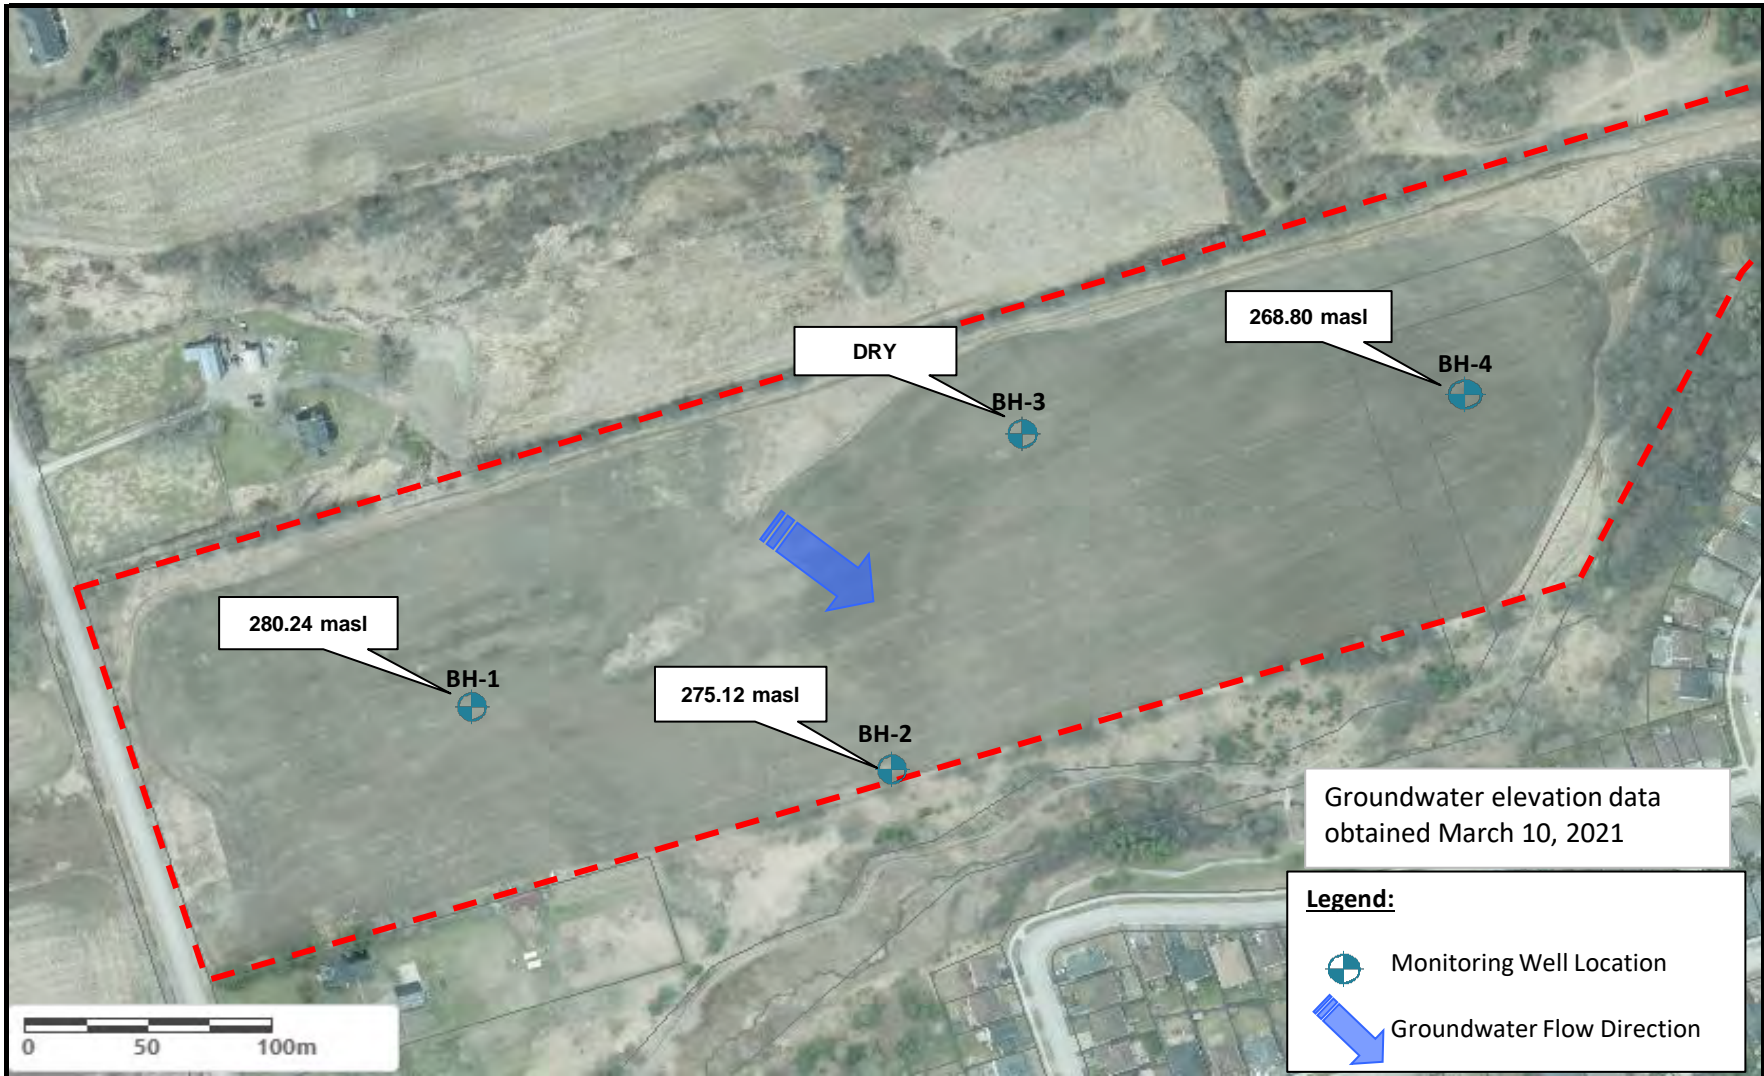 268.80 masl
DRY
BH-4
BH-3
280.24 masl
BH-1
275.12 masl
BH-2
Groundwater elevation data
obtained March 10, 2021
Legend:
Monitoring Well Location
Groundwater Flow Direction
0 50 100m